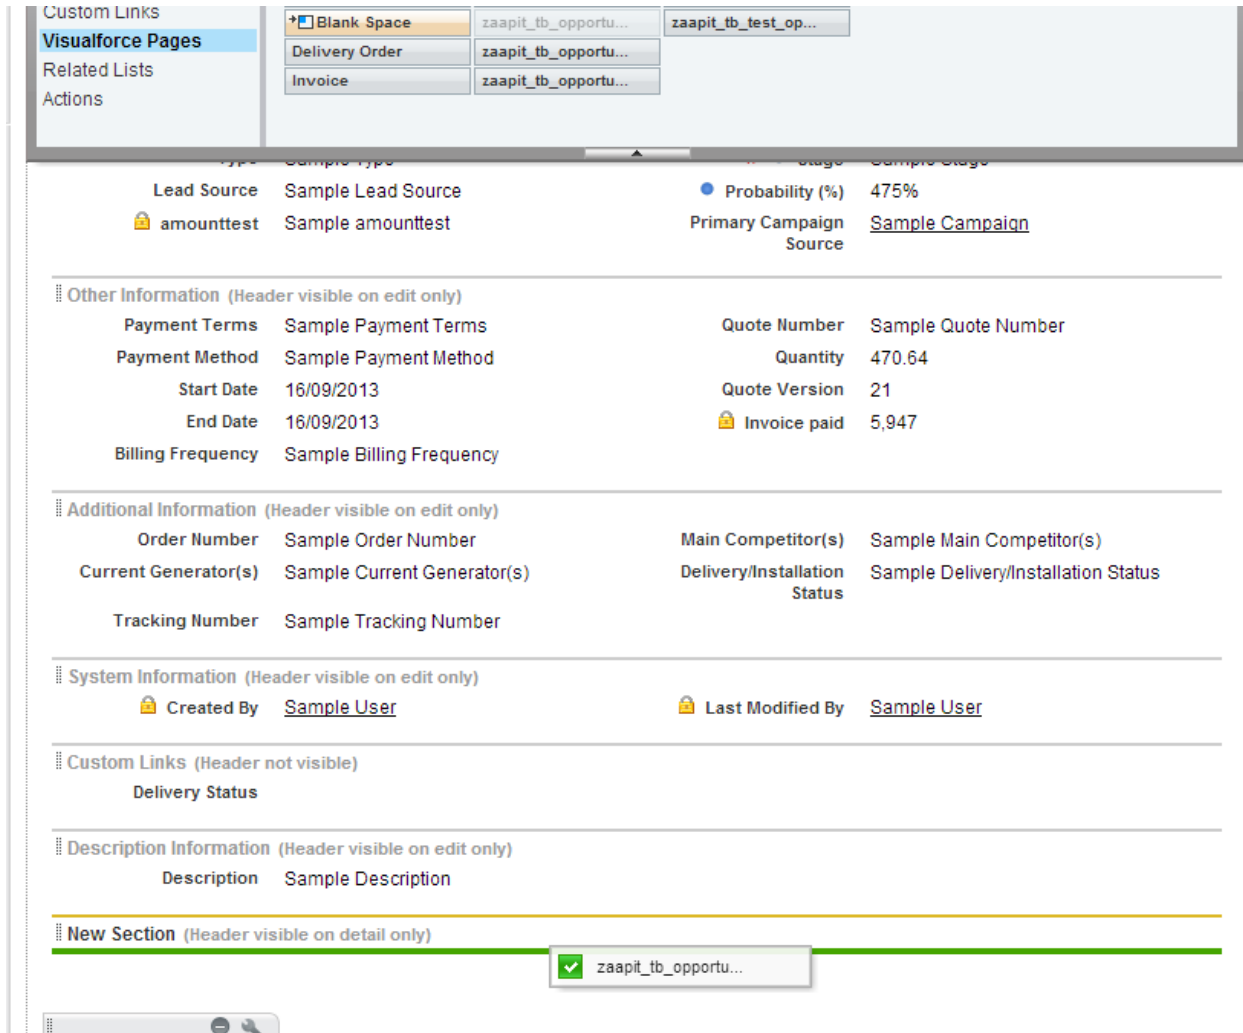 Custom Links
Visualforce Pages
Related Lists
Actions
Blank Space zaapit_tb_opportu... zaapit_tb_test_op...
Delivery Order zaapit_tb_opportu...
Invoice zaapit_tb_opportu...
Type Sample Type Stage Sample Stage
Lead Source Sample Lead Source Probability (%) 475%
amounttest Sample amounttest Primary Campaign Source Sample Campaign
Other Information (Header visible on edit only)
Payment Terms Sample Payment Terms Quote Number Sample Quote Number
Payment Method Sample Payment Method Quantity 470.64
Start Date 16/09/2013 Quote Version 21
End Date 16/09/2013 Invoice paid 5,947
Billing Frequency Sample Billing Frequency
Additional Information (Header visible on edit only)
Order Number Sample Order Number Main Competitor(s) Sample Main Competitor(s)
Current Generator(s) Sample Current Generator(s) Delivery/Installation Status Sample Delivery/Installation Status
Tracking Number Sample Tracking Number
System Information (Header visible on edit only)
Created By Sample User Last Modified By Sample User
Custom Links (Header not visible)
Delivery Status
Description Information (Header visible on edit only)
Description Sample Description
New Section (Header visible on detail only)
zaapit_tb_opportu...